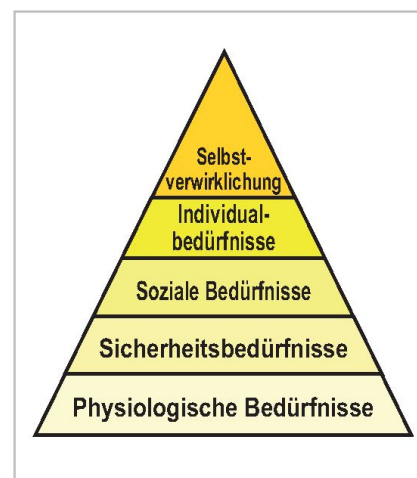 Selbst-
verwirklichung
Individual-
bedürfnisse
Soziale Bedürfnisse
Sicherheitsbedürfnisse
Physiologische Bedürfnisse